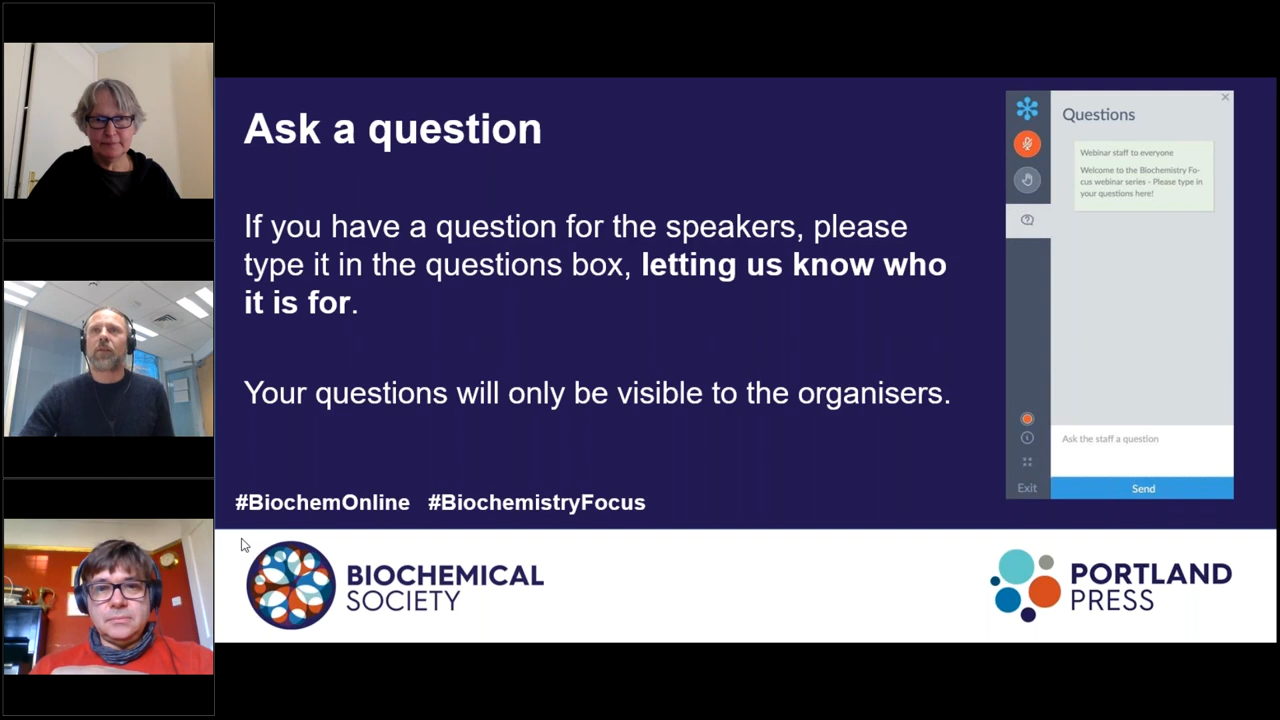 Ask a question
If you have a question for the speakers, please
type it in the questions box, letting us know who
it is for.
Your questions will only be visible to the organisers.
#BiochemOnline #BiochemistryFocus
BIOCHEMICAL
SOCIETY
PORTLAND
PRESS
Questions
Webinar staff to everyone
Welcome to the Biochemistry Fo-
cus webinar series - Please type in
your questions here!
Ask the staff a question
Exit
Send